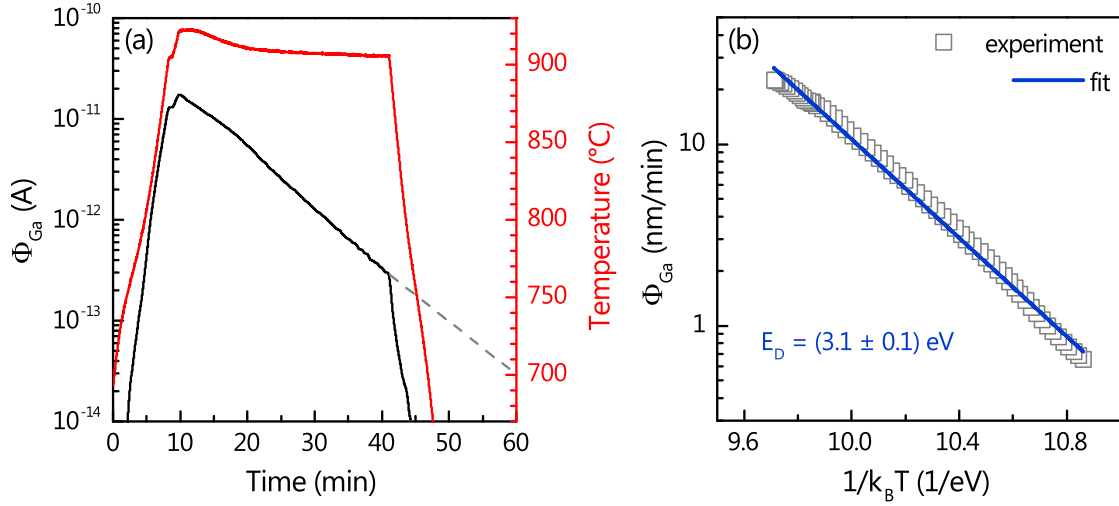 (a)
10⁻¹⁰
10⁻¹¹
10⁻¹²
10⁻¹³
10⁻¹⁴
Φ_Ga (A)
0 10 20 30 40 50 60
Time (min)
900
850
800
750
700
Temperature (°C)
(b)
experiment
fit
10
1
Φ_Ga (nm/min)
E_D = (3.1 ± 0.1) eV
9.6 10.0 10.4 10.8
1/k_BT (1/eV)